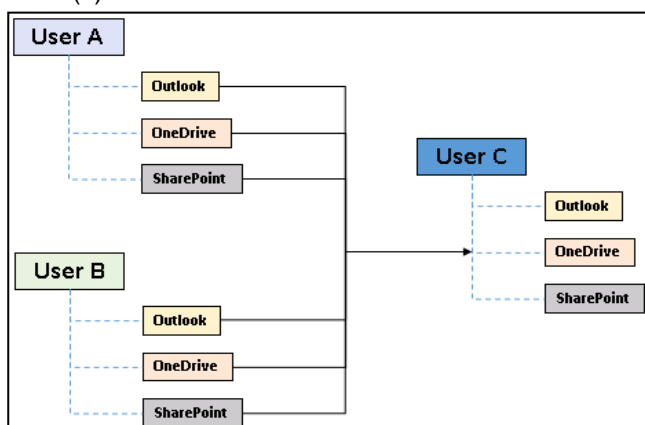 User A
Outlook
OneDrive
SharePoint
User B
Outlook
OneDrive
SharePoint
User C
Outlook
OneDrive
SharePoint